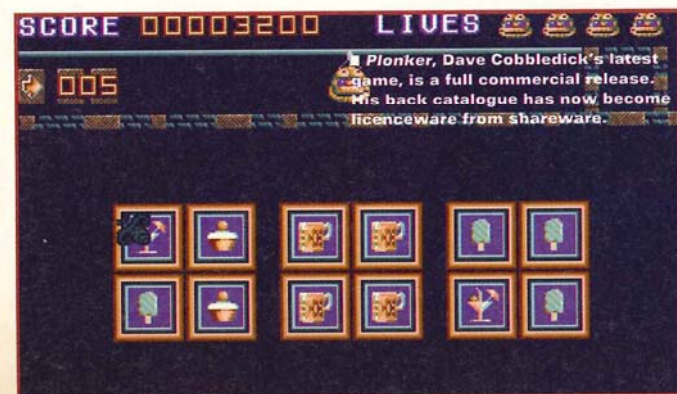 SCORE 00003200 LIVES
■ Plonker, Dave Cobbledick's latest
game, is a full commercial release.
His back catalogue has now become
licenceware from shareware.
005